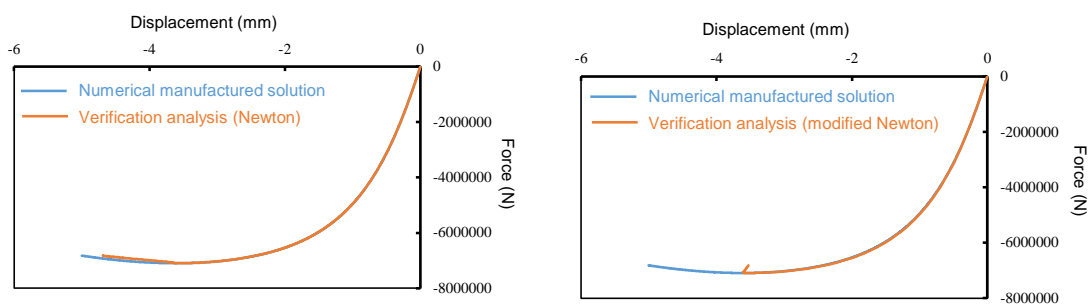 Displacement (mm)
-6 -4 -2 0
0
Numerical manufactured solution
Verification analysis (Newton)
-2000000
-4000000
-6000000
-8000000
Force (N)
Displacement (mm)
-6 -4 -2 0
0
Numerical manufactured solution
Verification analysis (modified Newton)
-2000000
-4000000
-6000000
-8000000
Force (N)